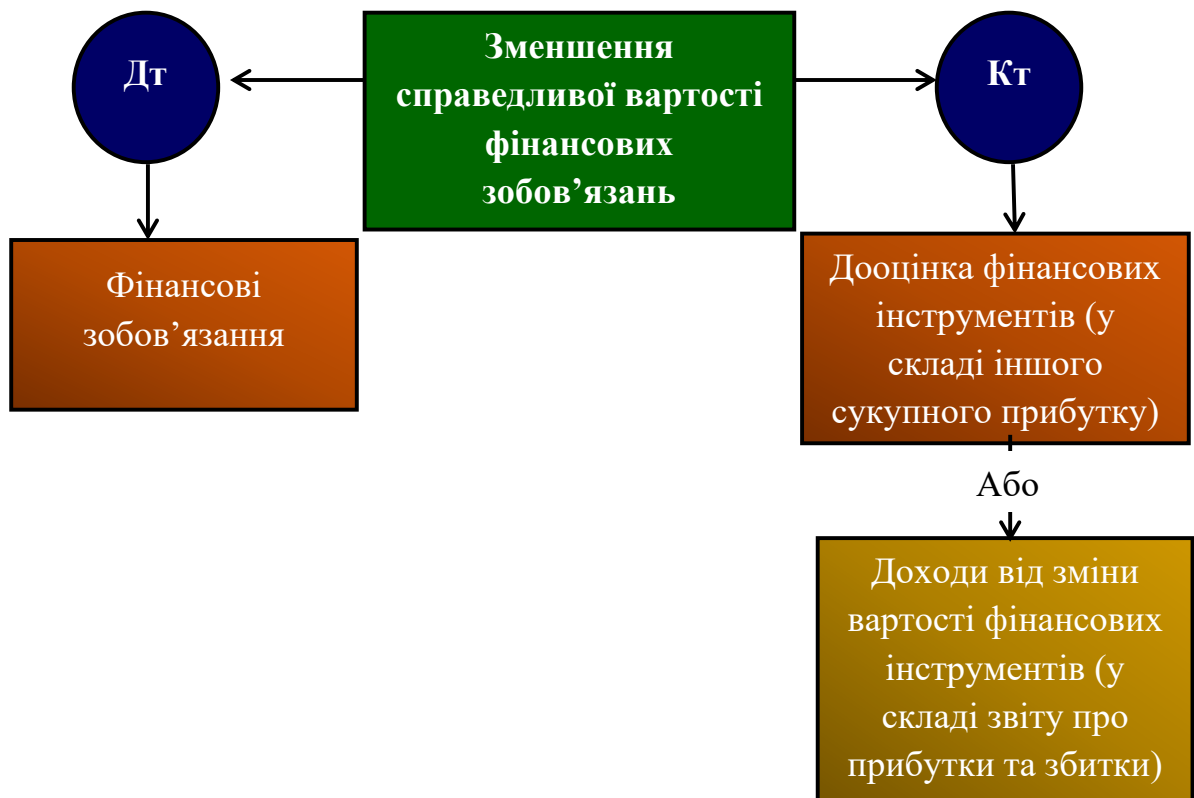 Дт
Зменшення
справедливої вартості
фінансових
зобов’язань
Кт
Фінансові
зобов’язання
Дооцінка фінансових
інструментів (у
складі іншого
сукупного прибутку)
Або
Доходи від зміни
вартості фінансових
інструментів (у
складі звіту про
прибутки та збитки)